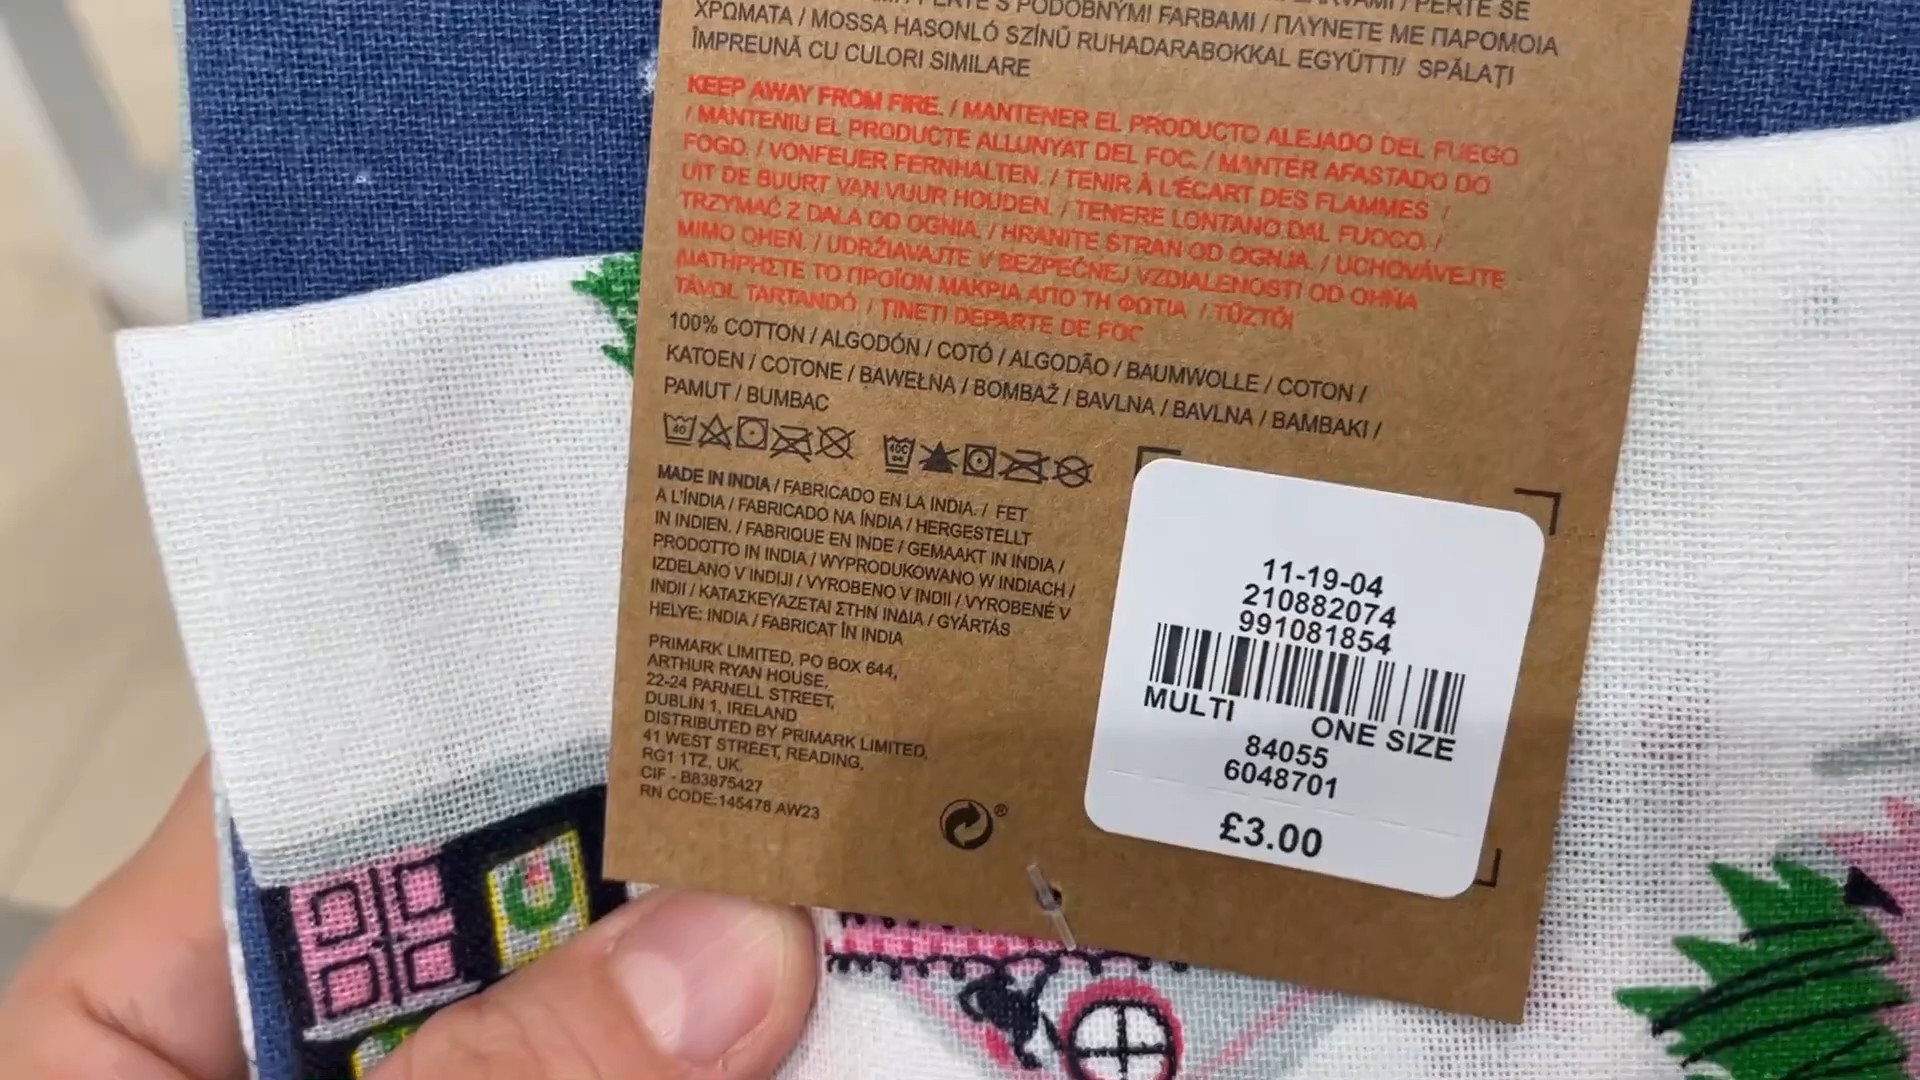 PERTE SE
PODOBNÝMI FARBAMI / ΠΛΥΝΕΤΕ ΜΕ ΠΑΡΟΜΟΙΑ
ΧΡΩΜΑΤΑ / MOSSA HASONLÓ SZÍNŰ RUHADARABOKKAL EGYÜTT!/ SPĂLAȚI
ÎMPREUNĂ CU CULORI SIMILARE
KEEP AWAY FROM FIRE. / MANTENER EL PRODUCTO ALEJADO DEL FUEGO
/ MANTENIU EL PRODUCTE ALLUNYAT DEL FOC. / MANTER AFASTADO DO
FOGO. / VONFEUER FERNHALTEN. / TENIR À L'ÉCART DES FLAMMES /
UIT DE BUURT VAN VUUR HOUDEN. / TENERE LONTANO DAL FUOCO. /
TRZYMAĆ Z DALA OD OGNIA. / HRANITE STRAN OD OGNJA. / UCHOVÁVEJTE
MIMO OHEŇ. / UDRŽIAVAJTE V BEZPEČNEJ VZDIALENOSTI OD OHŇA
ΔΙΑΤΗΡΗΣΤΕ ΤΟ ΠΡΟΪΟΝ ΜΑΚΡΙΑ ΑΠΟ ΤΗ ΦΩΤΙΑ / TŰZTŐL
TÁVOL TARTANDÓ. / ȚINEȚI DEPARTE DE FOC
100% COTTON / ALGODÓN / COTÓ / ALGODÃO / BAUMWOLLE / COTON /
KATOEN / COTONE / BAWEŁNA / BOMBAŽ / BAVLNA / BAVLNA / BAMBAKI /
PAMUT / BUMBAC
40 40C
MADE IN INDIA / FABRICADO EN LA INDIA. / FET
A L'ÍNDIA / FABRICADO NA ÍNDIA / HERGESTELLT
IN INDIEN. / FABRIQUE EN INDE / GEMAAKT IN INDIA /
PRODOTTO IN INDIA / WYPRODUKOWANO W INDIACH /
IZDELANO V INDIJI / VYROBENO V INDII / VYROBENÉ V
INDII / ΚΑΤΑΣΚΕΥΑΖΕΤΑΙ ΣΤΗΝ ΙΝΔΙΑ / GYÁRTÁS
HELYE: INDIA / FABRICAT ÎN INDIA
PRIMARK LIMITED, PO BOX 644,
ARTHUR RYAN HOUSE,
22-24 PARNELL STREET,
DUBLIN 1, IRELAND
DISTRIBUTED BY PRIMARK LIMITED,
41 WEST STREET, READING,
RG1 1TZ, UK.
CIF - B83875427
RN CODE:145478 AW23
®
11-19-04
210882074
991081854
MULTI ONE SIZE
84055
6048701
£3.00